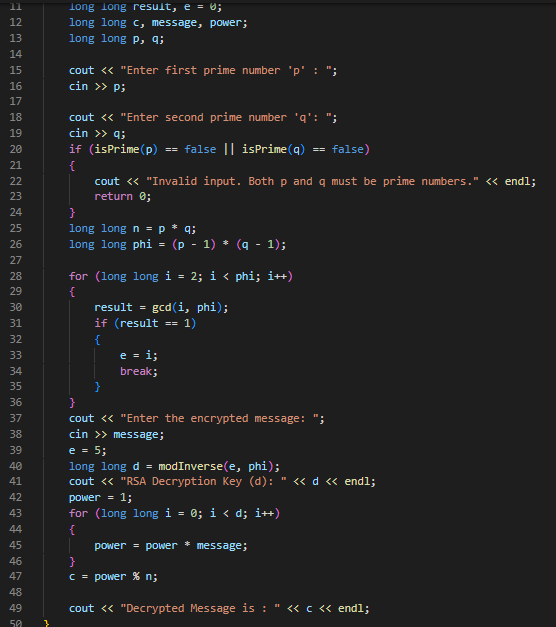 11 long long result, e = 0;
12 long long c, message, power;
13 long long p, q;
14
15 cout << "Enter first prime number 'p' : ";
16 cin >> p;
17
18 cout << "Enter second prime number 'q': ";
19 cin >> q;
20 if (isPrime(p) == false || isPrime(q) == false)
21 {
22 cout << "Invalid input. Both p and q must be prime numbers." << endl;
23 return 0;
24 }
25 long long n = p * q;
26 long long phi = (p - 1) * (q - 1);
27
28 for (long long i = 2; i < phi; i++)
29 {
30 result = gcd(i, phi);
31 if (result == 1)
32 {
33 e = i;
34 break;
35 }
36 }
37 cout << "Enter the encrypted message: ";
38 cin >> message;
39 e = 5;
40 long long d = modInverse(e, phi);
41 cout << "RSA Decryption Key (d): " << d << endl;
42 power = 1;
43 for (long long i = 0; i < d; i++)
44 {
45 power = power * message;
46 }
47 c = power % n;
48
49 cout << "Decrypted Message is : " << c << endl;
50 }